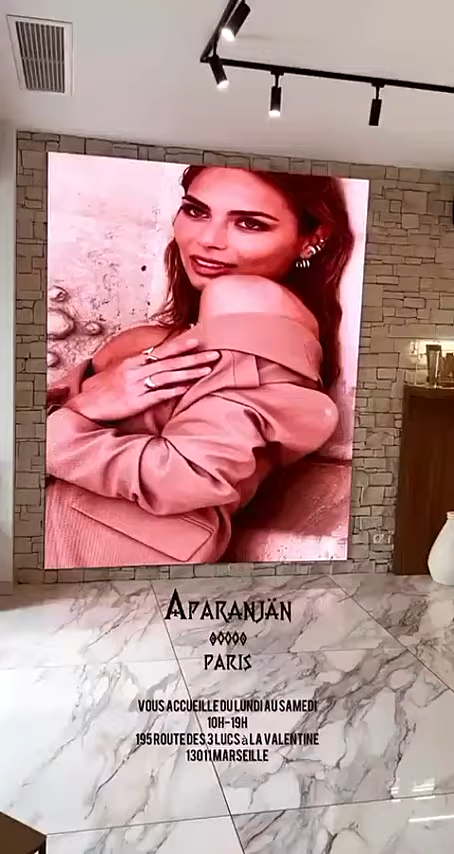 APARANJÄN
PARIS
VOUS ACCUEILLE DU LUNDI AU SAMEDI
10H-19H
195 ROUTE DES 3 LUCS à LA VALENTINE
13011 MARSEILLE